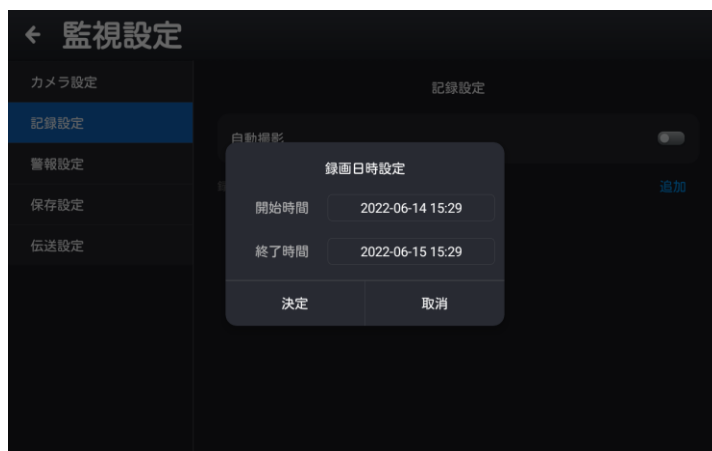 監視設定
カメラ設定
記録設定
警報設定
保存設定
伝送設定
記録設定
自動撮影
追加
録画日時設定
開始時間 2022-06-14 15:29
終了時間 2022-06-15 15:29
決定 取消